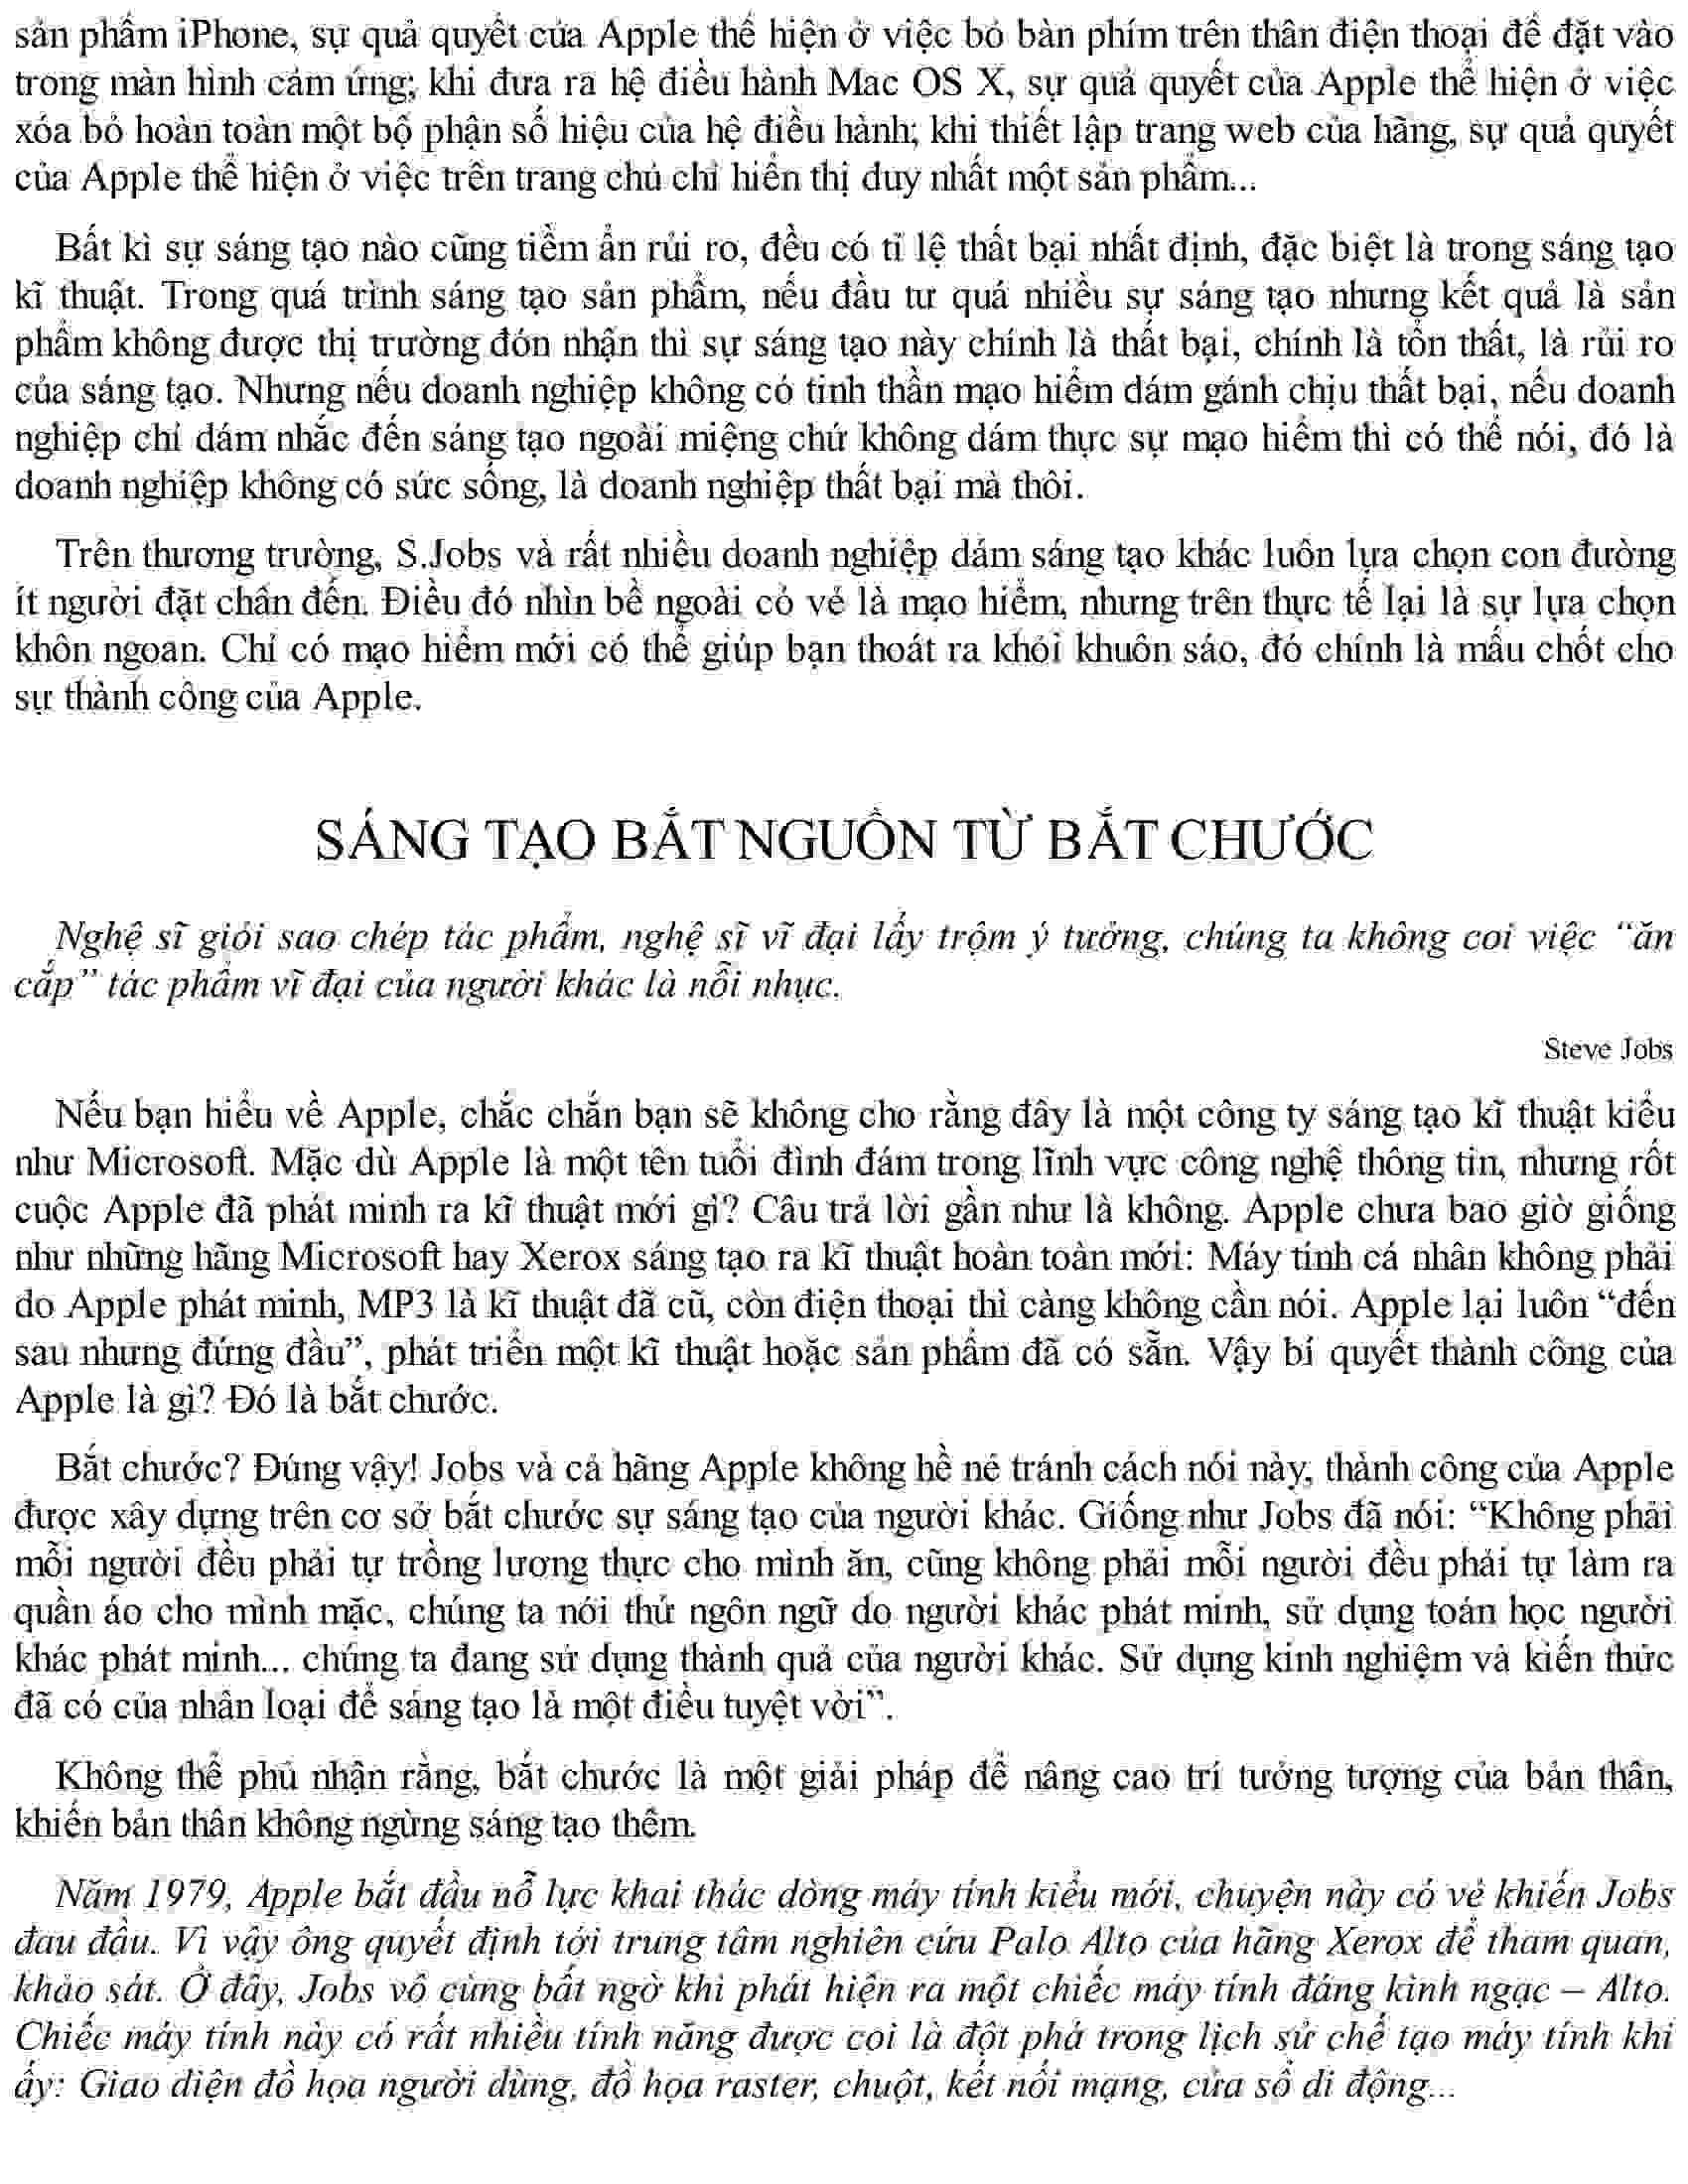 sản phẩm iPhone, sự quả quyết của Apple thể hiện ở việc bỏ bàn phím trên thân điện thoại để đặt vào
trong màn hình cảm ứng; khi đưa ra hệ điều hành Mac OS X, sự quả quyết của Apple thể hiện ở việc
xóa bỏ hoàn toàn một bộ phận số hiệu của hệ điều hành; khi thiết lập trang web của hãng, sự quả quyết
của Apple thể hiện ở việc trên trang chủ chỉ hiển thị duy nhất một sản phẩm...
Bất kì sự sáng tạo nào cũng tiềm ẩn rủi ro, đều có tỉ lệ thất bại nhất định, đặc biệt là trong sáng tạo
kĩ thuật. Trong quá trình sáng tạo sản phẩm, nếu đầu tư quá nhiều sự sáng tạo nhưng kết quả là sản
phẩm không được thị trường đón nhận thì sự sáng tạo này chính là thất bại, chính là tổn thất, là rủi ro
của sáng tạo. Nhưng nếu doanh nghiệp không có tinh thần mạo hiểm dám gánh chịu thất bại, nếu doanh
nghiệp chỉ dám nhắc đến sáng tạo ngoài miệng chứ không dám thực sự mạo hiểm thì có thể nói, đó là
doanh nghiệp không có sức sống, là doanh nghiệp thất bại mà thôi.
Trên thương trường, S.Jobs và rất nhiều doanh nghiệp dám sáng tạo khác luôn lựa chọn con đường
ít người đặt chân đến. Điều đó nhìn bề ngoài có vẻ là mạo hiểm, nhưng trên thực tế lại là sự lựa chọn
khôn ngoan. Chỉ có mạo hiểm mới có thể giúp bạn thoát ra khỏi khuôn sáo, đó chính là mấu chốt cho
sự thành công của Apple.
SÁNG TẠO BẮT NGUỒN TỪ BẮT CHƯỚC
Nghệ sĩ giỏi sao chép tác phẩm, nghệ sĩ vĩ đại lấy trộm ý tưởng, chúng ta không coi việc “ăn
cắp” tác phẩm vĩ đại của người khác là nỗi nhục.
Steve Jobs
Nếu bạn hiểu về Apple, chắc chắn bạn sẽ không cho rằng đây là một công ty sáng tạo kĩ thuật kiểu
như Microsoft. Mặc dù Apple là một tên tuổi đình đám trong lĩnh vực công nghệ thông tin, nhưng rốt
cuộc Apple đã phát minh ra kĩ thuật mới gì? Câu trả lời gần như là không. Apple chưa bao giờ giống
như những hãng Microsoft hay Xerox sáng tạo ra kĩ thuật hoàn toàn mới: Máy tính cá nhân không phải
do Apple phát minh, MP3 là kĩ thuật đã cũ, còn điện thoại thì càng không cần nói. Apple lại luôn “đến
sau nhưng đứng đầu”, phát triển một kĩ thuật hoặc sản phẩm đã có sẵn. Vậy bí quyết thành công của
Apple là gì? Đó là bắt chước.
Bắt chước? Đúng vậy! Jobs và cả hãng Apple không hề né tránh cách nói này, thành công của Apple
được xây dựng trên cơ sở bắt chước sự sáng tạo của người khác. Giống như Jobs đã nói: “Không phải
mỗi người đều phải tự trồng lương thực cho mình ăn, cũng không phải mỗi người đều phải tự làm ra
quần áo cho mình mặc, chúng ta nói thứ ngôn ngữ do người khác phát minh, sử dụng toán học người
khác phát minh... chúng ta đang sử dụng thành quả của người khác. Sử dụng kinh nghiệm và kiến thức
đã có của nhân loại để sáng tạo là một điều tuyệt vời”.
Không thể phủ nhận rằng, bắt chước là một giải pháp để nâng cao trí tưởng tượng của bản thân,
khiến bản thân không ngừng sáng tạo thêm.
Năm 1979, Apple bắt đầu nỗ lực khai thác dòng máy tính kiểu mới, chuyện này có vẻ khiến Jobs
đau đầu. Vì vậy ông quyết định tới trung tâm nghiên cứu Palo Alto của hãng Xerox để tham quan,
khảo sát. Ở đây, Jobs vô cùng bất ngờ khi phát hiện ra một chiếc máy tính đáng kinh ngạc – Alto.
Chiếc máy tính này có rất nhiều tính năng được coi là đột phá trong lịch sử chế tạo máy tính khi
ấy: Giao diện đồ họa người dùng, đồ họa raster, chuột, kết nối mạng, cửa sổ di động...